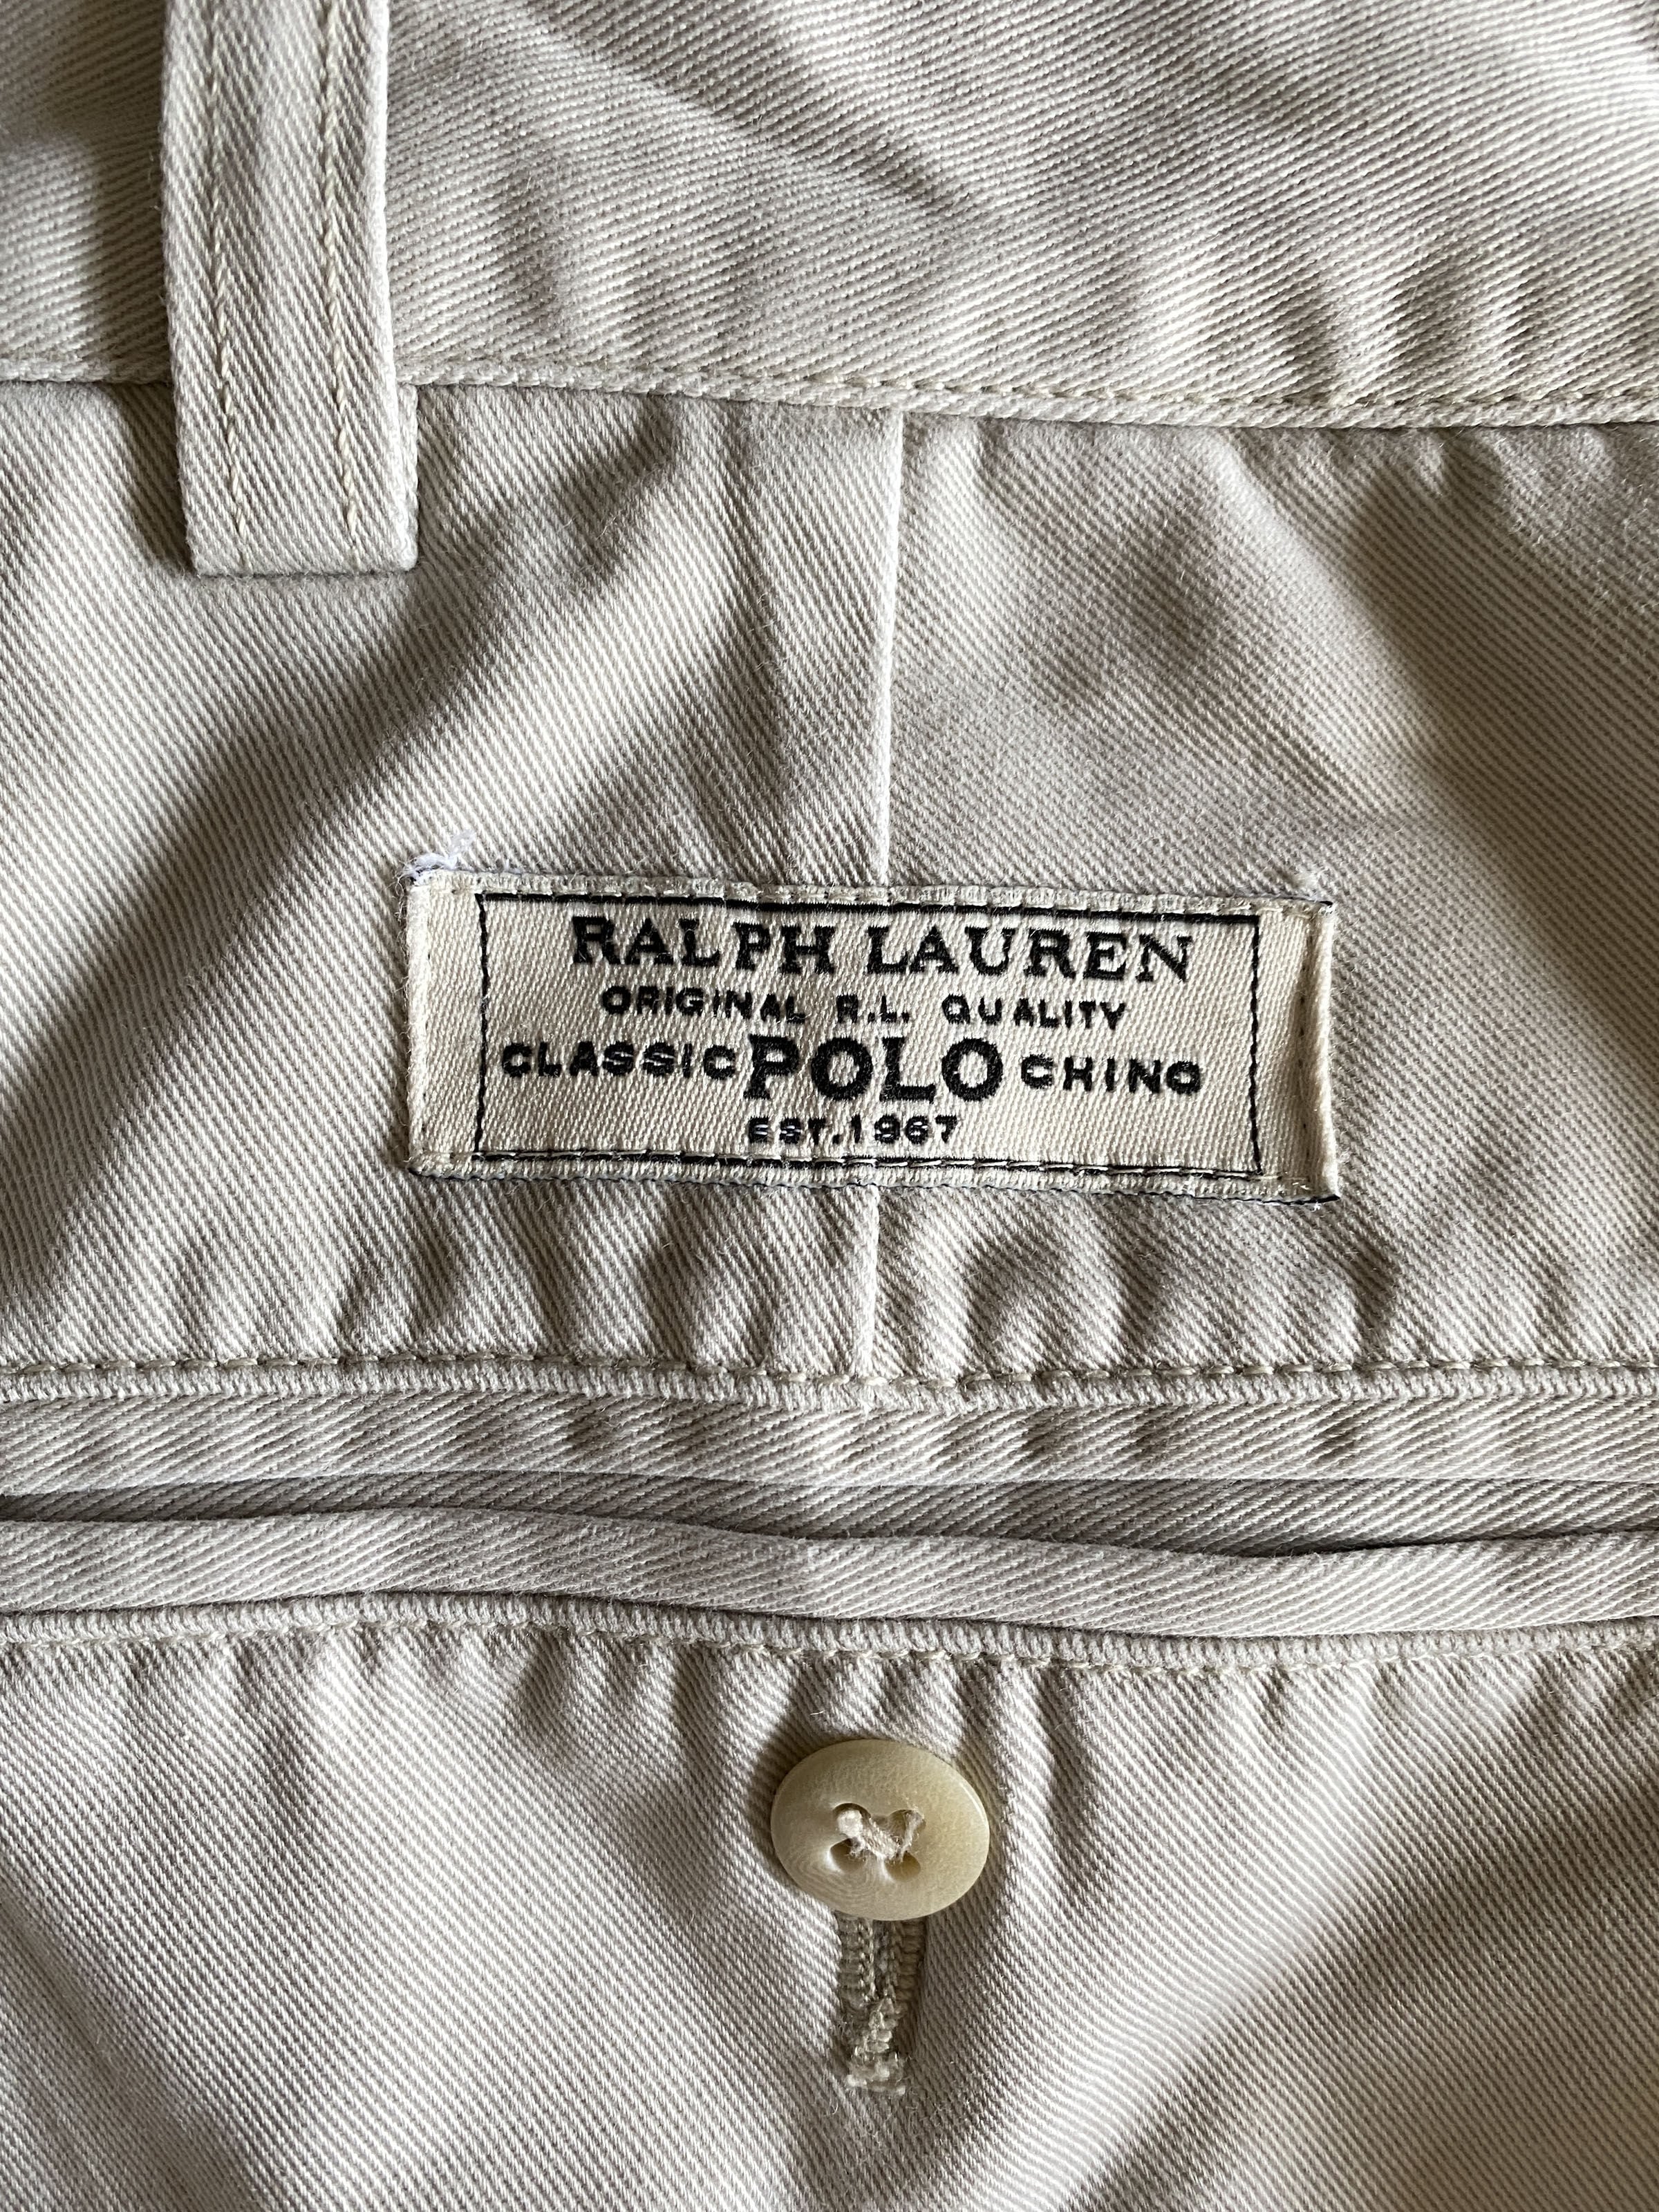 RALPH LAUREN
ORIGINAL R.L. QUALITY
CLASSIC POLO CHINO
EST.1967